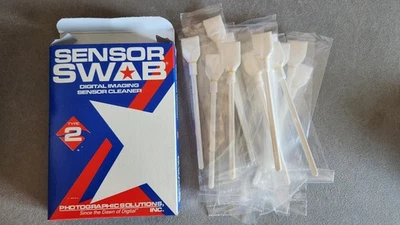 SENSOR
SWAB
DIGITAL IMAGING
SENSOR CLEANER
TYPE
2
PHOTOGRAPHIC SOLUTIONS, INC.
Since the Dawn of Digital